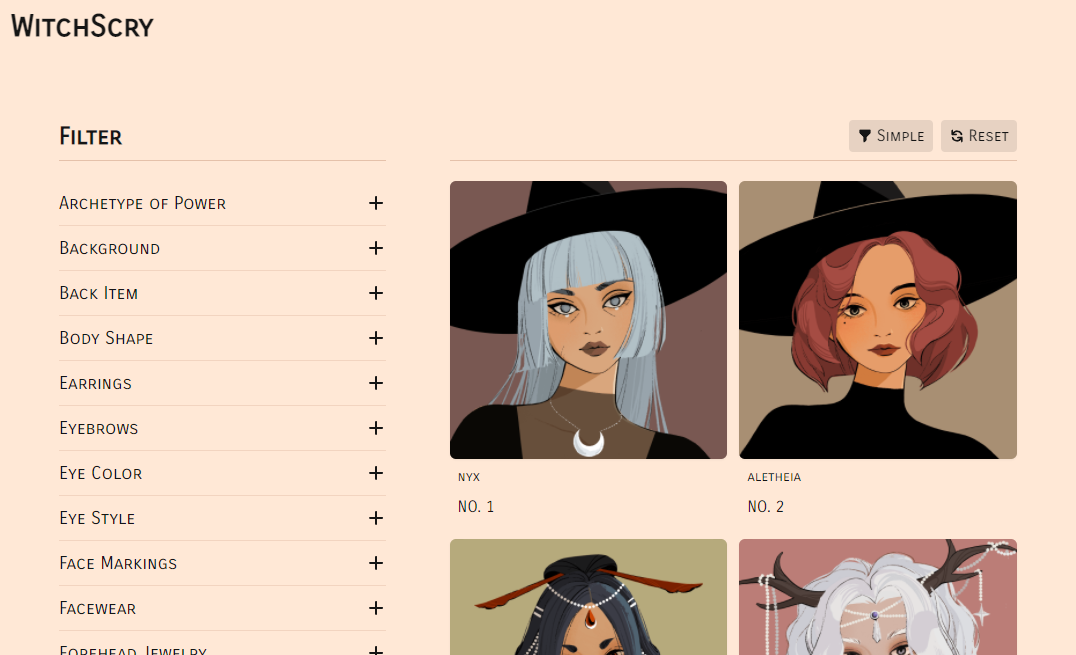 WitchScry
Filter
Simple
Reset
Archetype of Power
Background
Back Item
Body Shape
Earrings
Eyebrows
Eye Color
Eye Style
Face Markings
Facewear
Forehead Jewelry
NYX
NO. 1
ALETHEIA
NO. 2